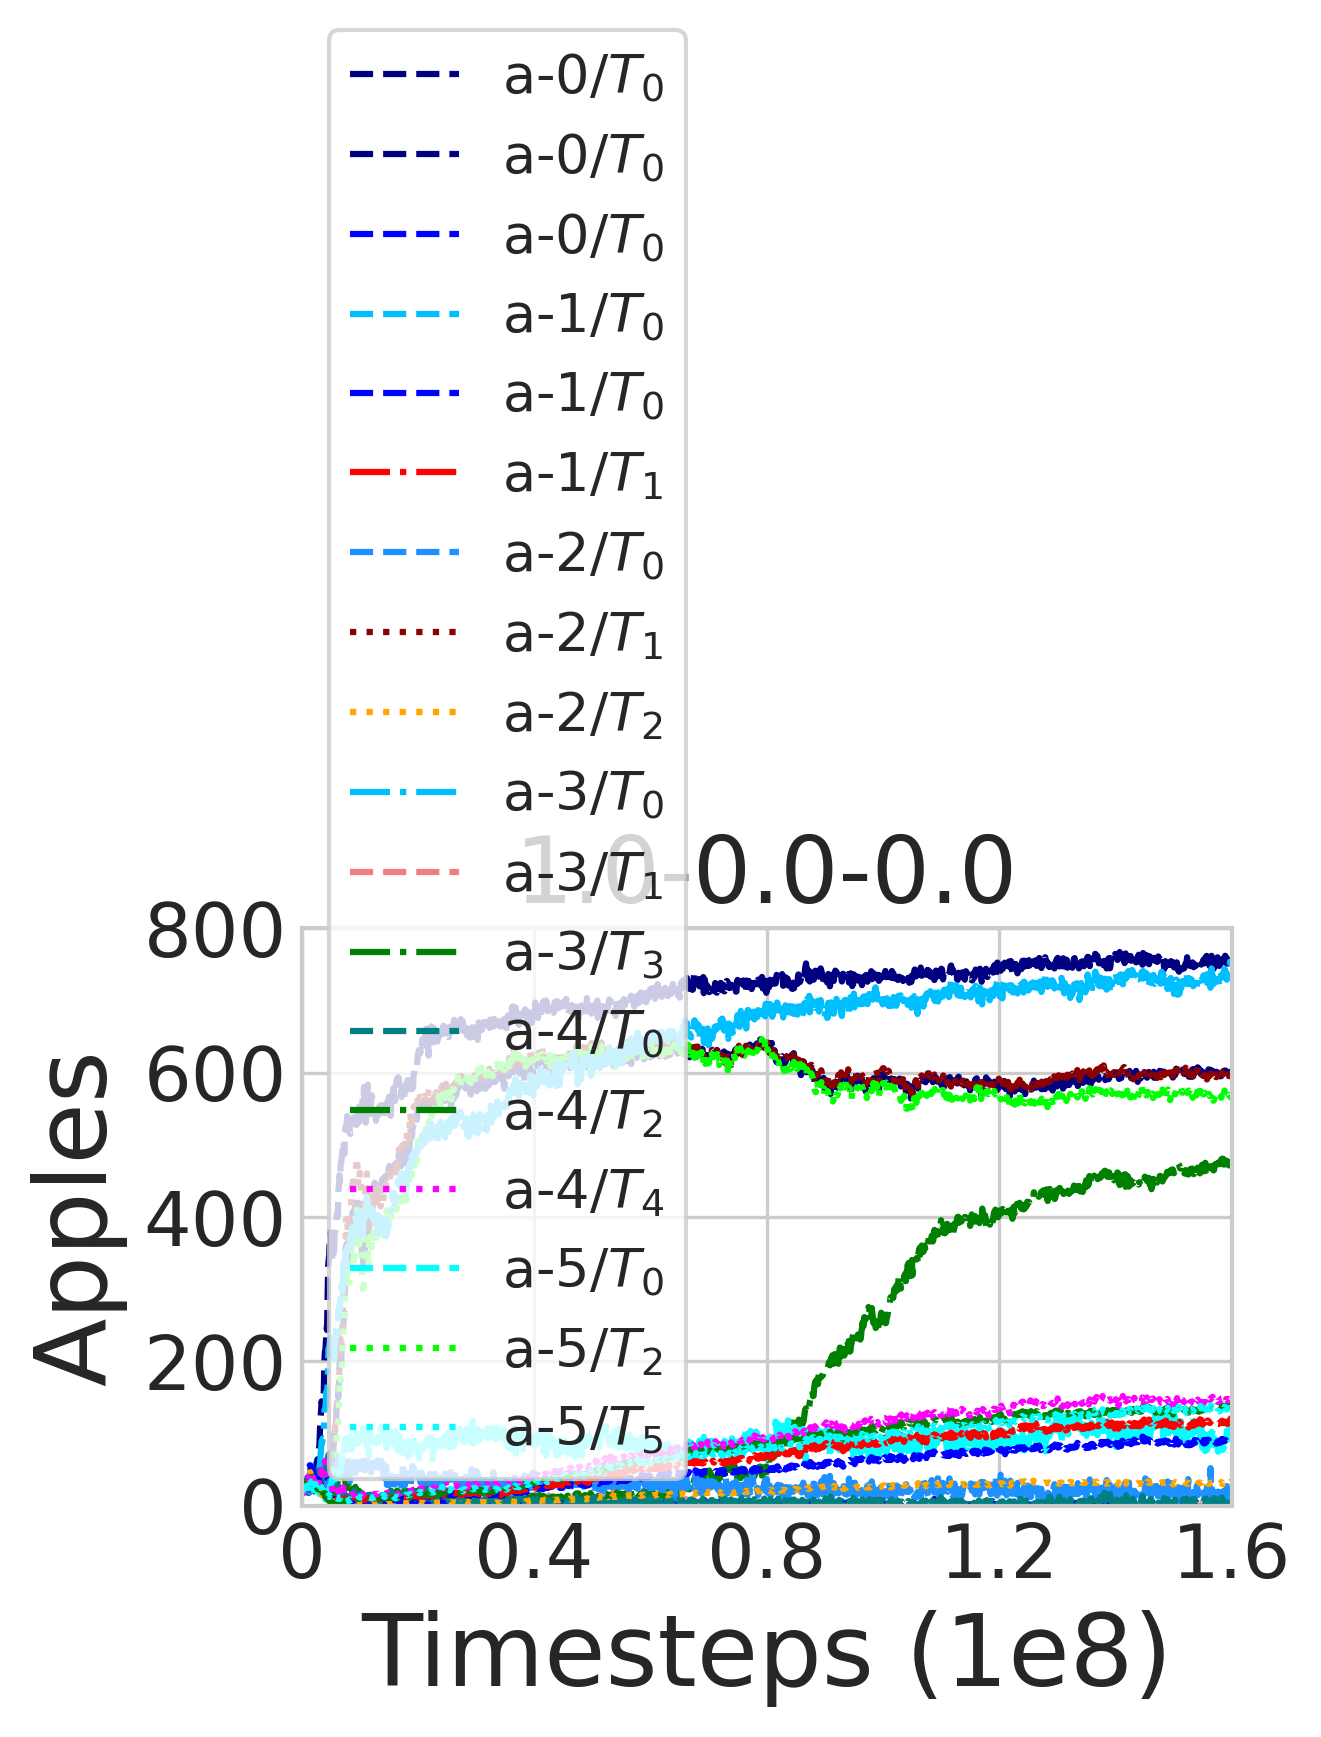 a-0/T₀
a-0/T₀
a-0/T₀
a-1/T₀
a-1/T₀
a-1/T₁
a-2/T₀
a-2/T₁
a-2/T₂
a-3/T₀
a-3/T₁
a-3/T₃
a-4/T₀
a-4/T₂
a-4/T₄
a-5/T₀
a-5/T₂
a-5/T₅
1.0-0.0-0.0
800
600
400
200
0
Apples
0 0.4 0.8 1.2 1.6
Timesteps (1e8)